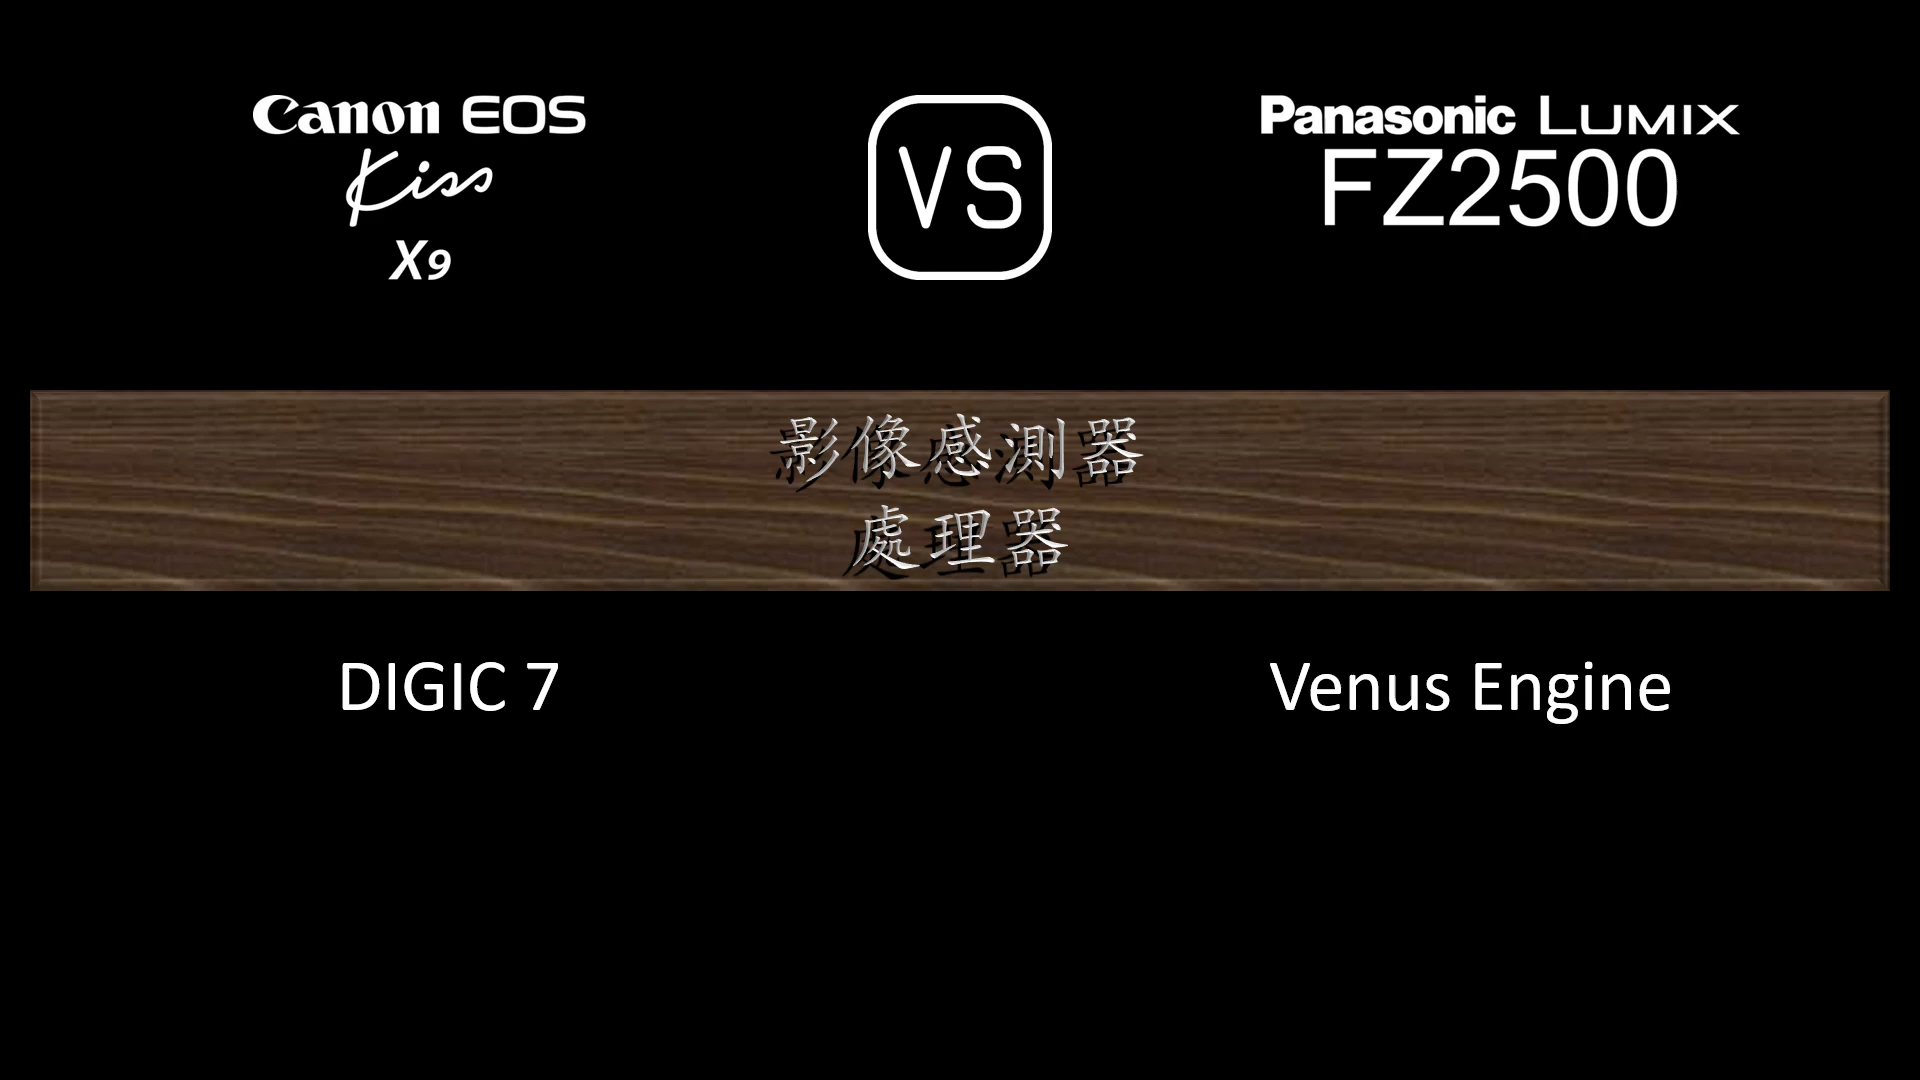 Canon EOS
Kiss
X9
VS
Panasonic LUMIX
FZ2500
影像感測器
處理器
DIGIC 7
Venus Engine